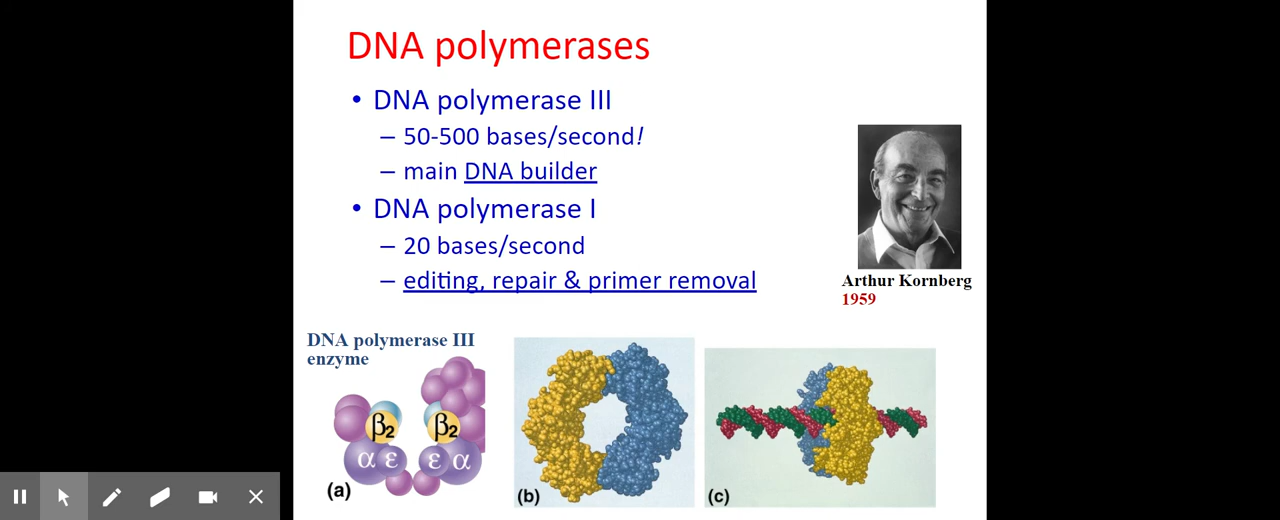 DNA polymerases
• DNA polymerase III
– 50-500 bases/second!
– main DNA builder
• DNA polymerase I
– 20 bases/second
– editing, repair & primer removal
Arthur Kornberg
1959
DNA polymerase III
enzyme
β2 β2
α ε ε α
(a)
(b)
(c)